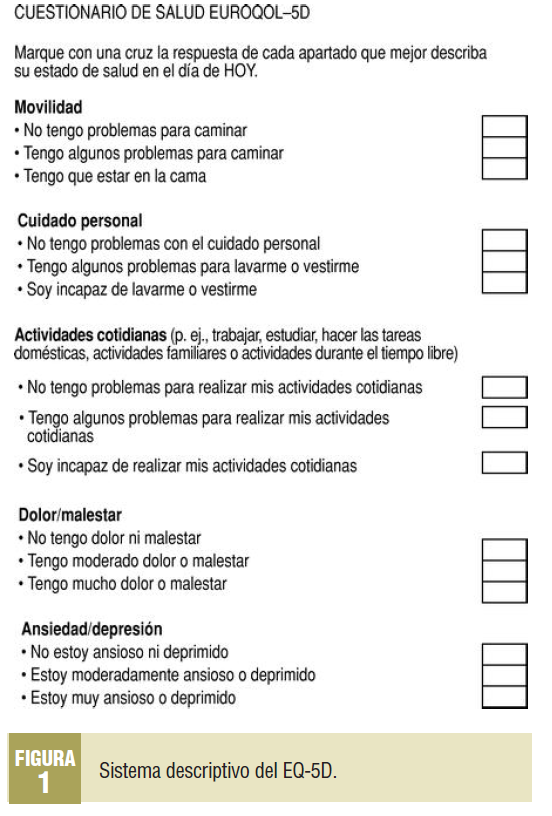 CUESTIONARIO DE SALUD EUROQOL–5D
Marque con una cruz la respuesta de cada apartado que mejor describa
su estado de salud en el día de HOY.
Movilidad
• No tengo problemas para caminar
• Tengo algunos problemas para caminar
• Tengo que estar en la cama
Cuidado personal
• No tengo problemas con el cuidado personal
• Tengo algunos problemas para lavarme o vestirme
• Soy incapaz de lavarme o vestirme
Actividades cotidianas (p. ej., trabajar, estudiar, hacer las tareas
domésticas, actividades familiares o actividades durante el tiempo libre)
• No tengo problemas para realizar mis actividades cotidianas
• Tengo algunos problemas para realizar mis actividades
cotidianas
• Soy incapaz de realizar mis actividades cotidianas
Dolor/malestar
• No tengo dolor ni malestar
• Tengo moderado dolor o malestar
• Tengo mucho dolor o malestar
Ansiedad/depresión
• No estoy ansioso ni deprimido
• Estoy moderadamente ansioso o deprimido
• Estoy muy ansioso o deprimido
FIGURA
1
Sistema descriptivo del EQ-5D.